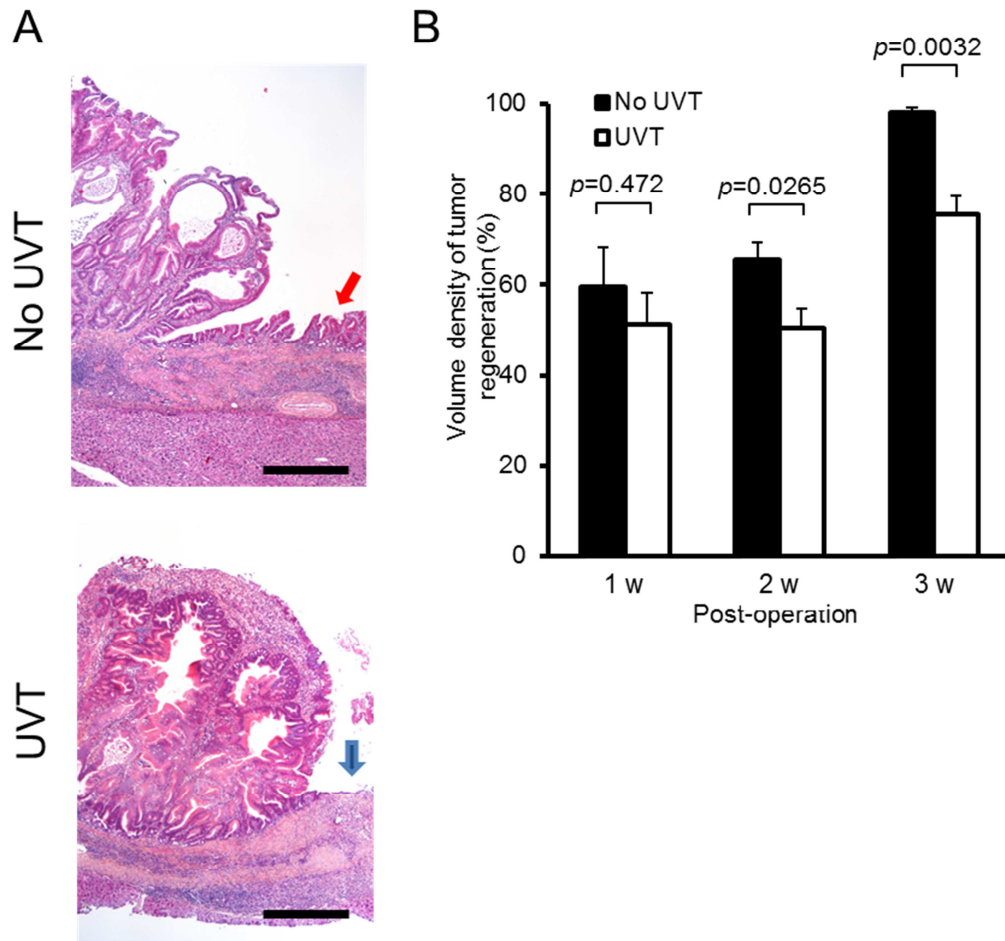 A
No UVT
UVT
B
p=0.0032
No UVT
UVT
p=0.472
p=0.0265
Volume density of tumor
regeneration (%)
100
80
60
40
20
0
1 w
2 w
3 w
Post-operation